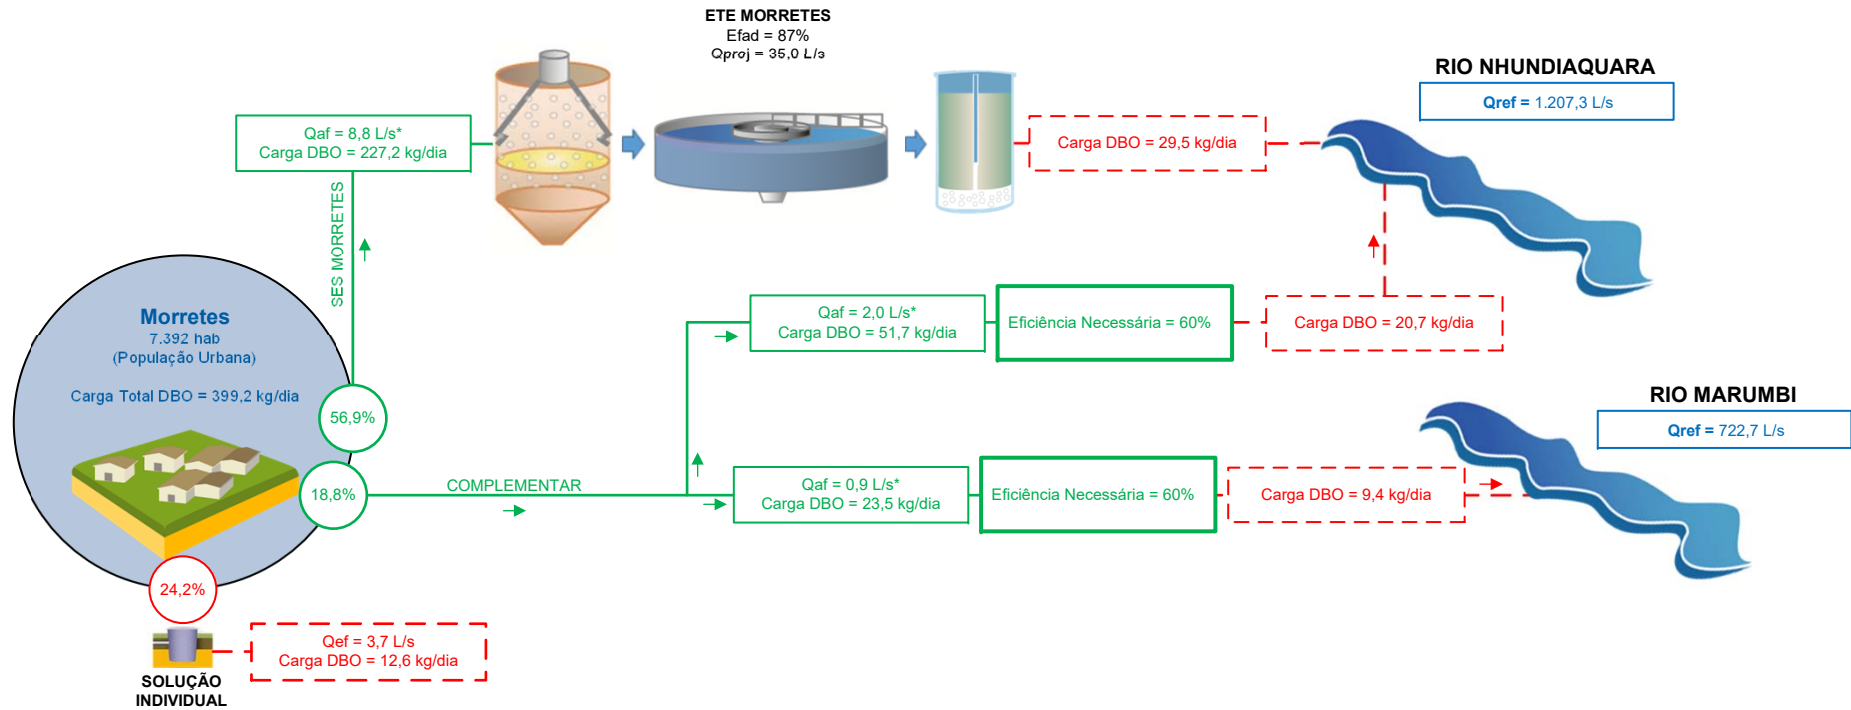 ETE MORRETES
Efad = 87%
Qproj = 35,0 L/s
RIO NHUNDIAQUARA
Qref = 1.207,3 L/s
Qaf = 8,8 L/s*
Carga DBO = 227,2 kg/dia
Carga DBO = 29,5 kg/dia
SES MORRETES
Morretes
7.392 hab
(População Urbana)
Carga Total DBO = 399,2 kg/dia
56,9%
18,8%
24,2%
COMPLEMENTAR
Qaf = 2,0 L/s*
Carga DBO = 51,7 kg/dia
Eficiência Necessária = 60%
Carga DBO = 20,7 kg/dia
RIO MARUMBI
Qref = 722,7 L/s
Qaf = 0,9 L/s*
Carga DBO = 23,5 kg/dia
Eficiência Necessária = 60%
Carga DBO = 9,4 kg/dia
Qef = 3,7 L/s
Carga DBO = 12,6 kg/dia
SOLUÇÃO
INDIVIDUAL